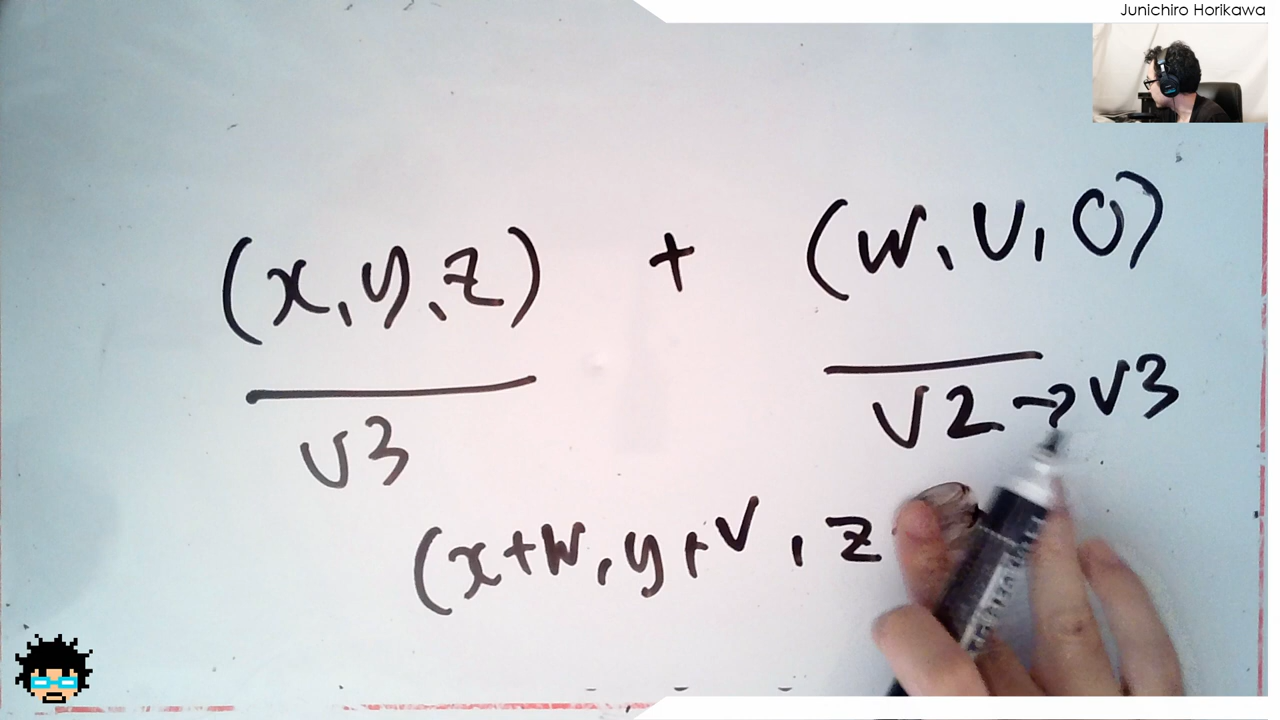 Junichiro Horikawa
(x, y, z) + (w, v, 0)
v3 v2→v3
(x+w, y+v, z